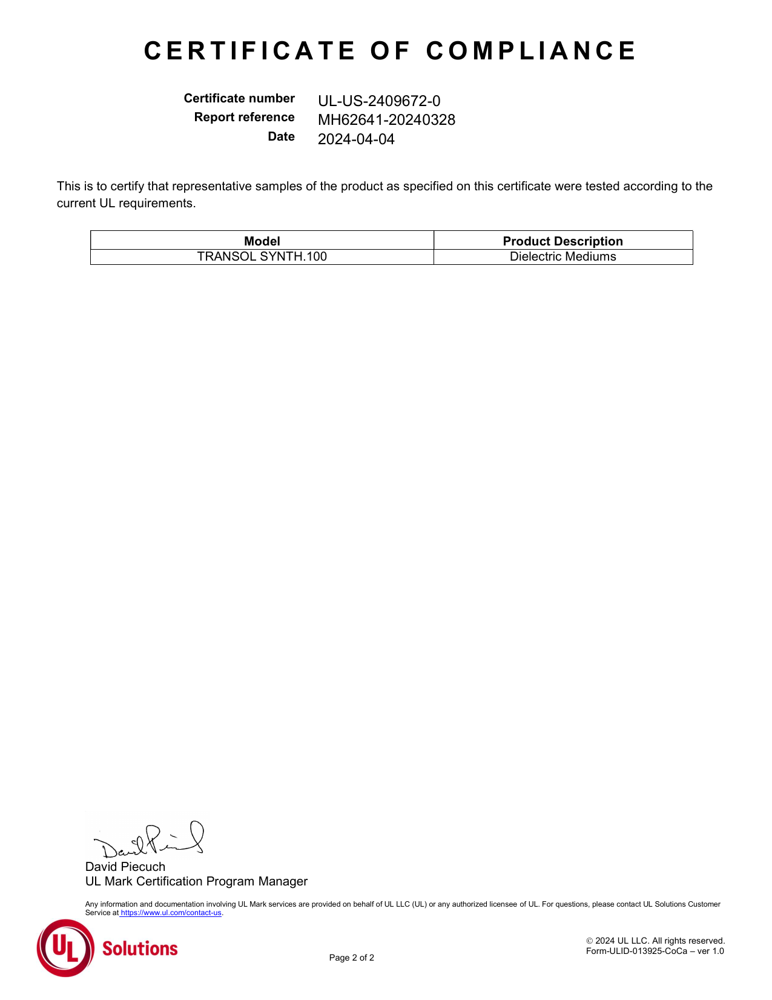 CERTIFICATE OF COMPLIANCE
Certificate number UL-US-2409672-0
Report reference MH62641-20240328
Date 2024-04-04
This is to certify that representative samples of the product as specified on this certificate were tested according to the
current UL requirements.
Model Product Description
TRANSOL SYNTH.100 Dielectric Mediums
David Piecuch
UL Mark Certification Program Manager
Any information and documentation involving UL Mark services are provided on behalf of UL LLC (UL) or any authorized licensee of UL. For questions, please contact UL Solutions Customer
Service at https://www.ul.com/contact-us.
UL Solutions
Page 2 of 2
© 2024 UL LLC. All rights reserved.
Form-ULID-013925-CoCa – ver 1.0